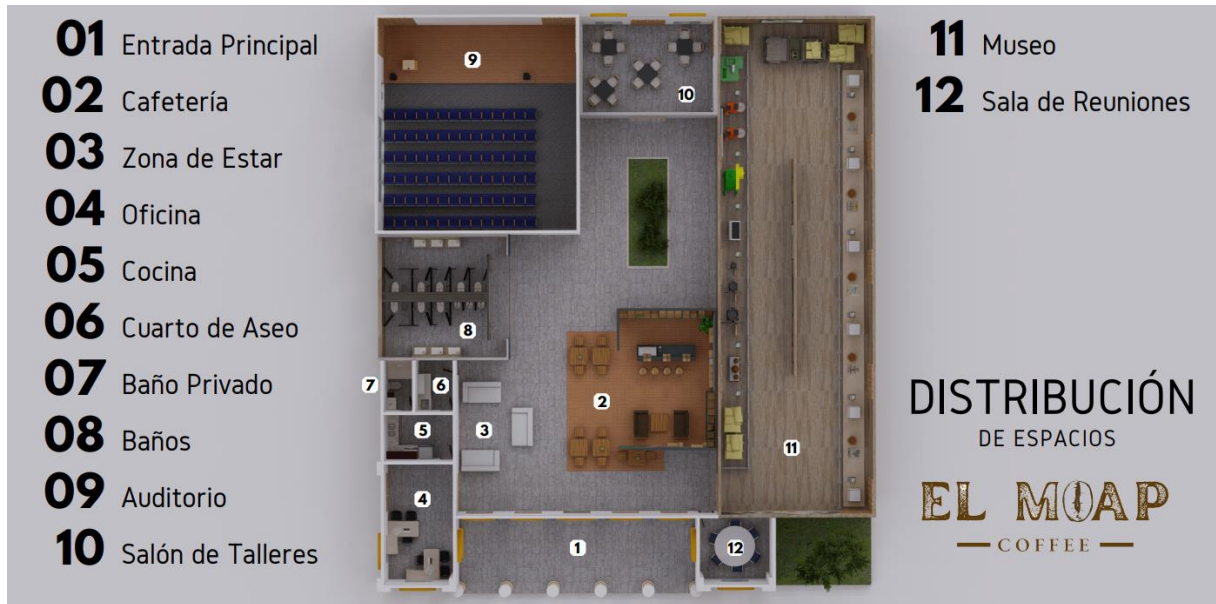 01 Entrada Principal
02 Cafetería
03 Zona de Estar
04 Oficina
05 Cocina
06 Cuarto de Aseo
07 Baño Privado
08 Baños
09 Auditorio
10 Salón de Talleres
11 Museo
12 Sala de Reuniones
9
10
8
7
6
5
3
2
4
11
1
12
DISTRIBUCIÓN
DE ESPACIOS
EL MOAP
COFFEE